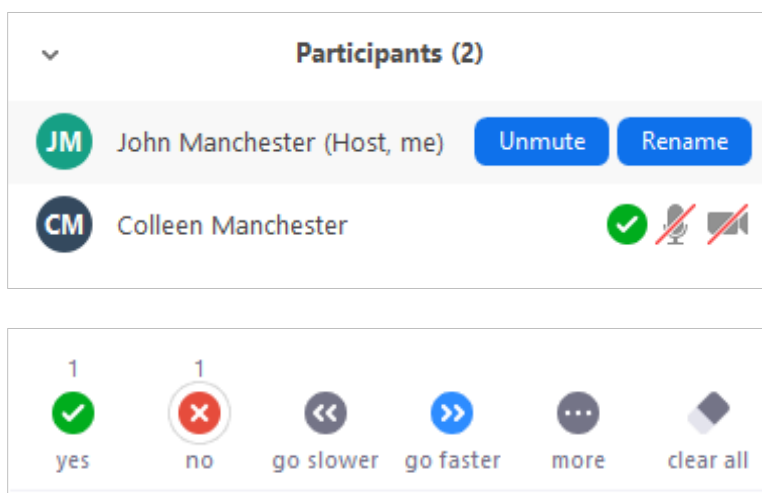 Participants (2)
JM John Manchester (Host, me) Unmute Rename
CM Colleen Manchester
1 1
yes no go slower go faster more clear all